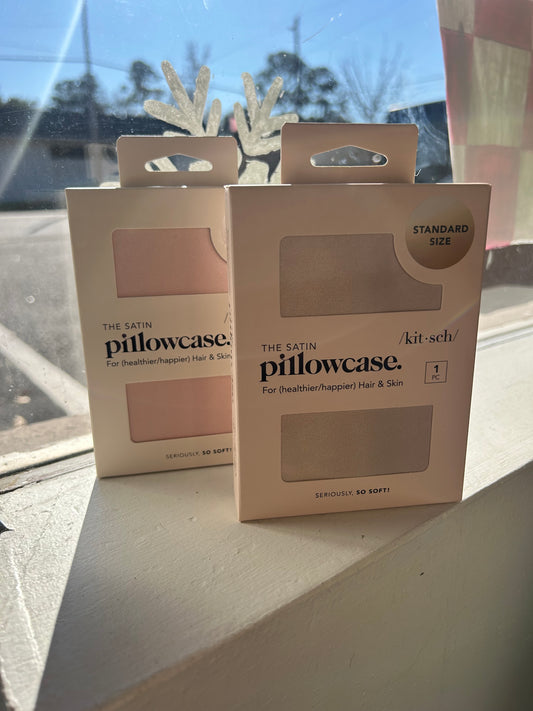 THE SATIN
pillowcase.
For (healthier/happier) Hair & Skin
SERIOUSLY, SO SOFT!
STANDARD
SIZE
/kit·sch/
THE SATIN
pillowcase.
1
PC
For (healthier/happier) Hair & Skin
SERIOUSLY, SO SOFT!